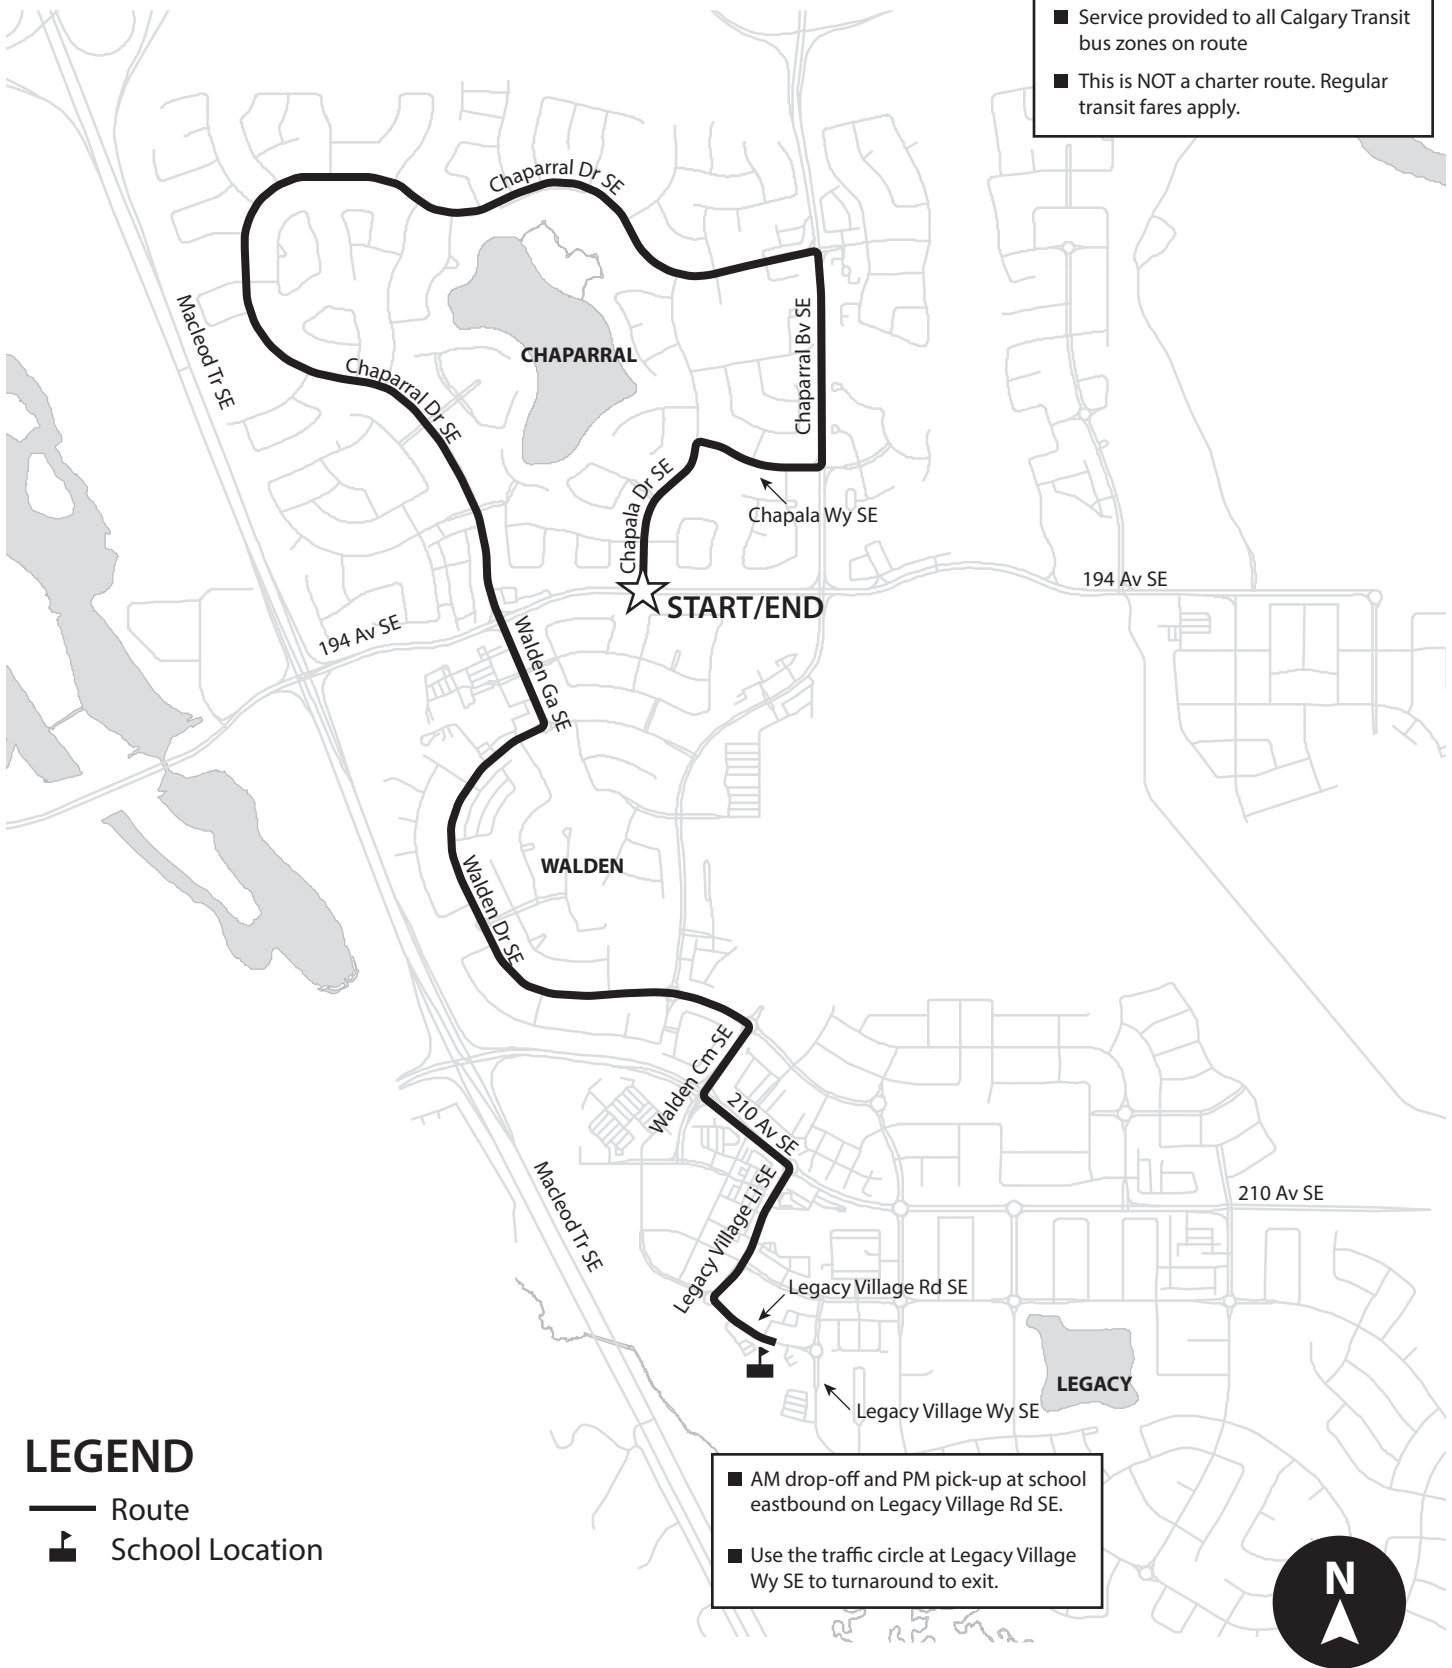 ■ Service provided to all Calgary Transit
bus zones on route
■ This is NOT a charter route. Regular
transit fares apply.
Chaparral Dr SE
Macleod Tr SE
Chaparral Bv SE
CHAPARRAL
Chaparral Dr SE
Chapala Dr SE
Chapala Wy SE
194 Av SE
START/END
194 Av SE
Walden Ga SE
WALDEN
Walden Dr SE
Walden Cm SE
210 Av SE
Macleod Tr SE
210 Av SE
Legacy Village Li SE
Legacy Village Rd SE
LEGACY
Legacy Village Wy SE
LEGEND
Route
School Location
■ AM drop-off and PM pick-up at school
eastbound on Legacy Village Rd SE.
■ Use the traffic circle at Legacy Village
Wy SE to turnaround to exit.
N